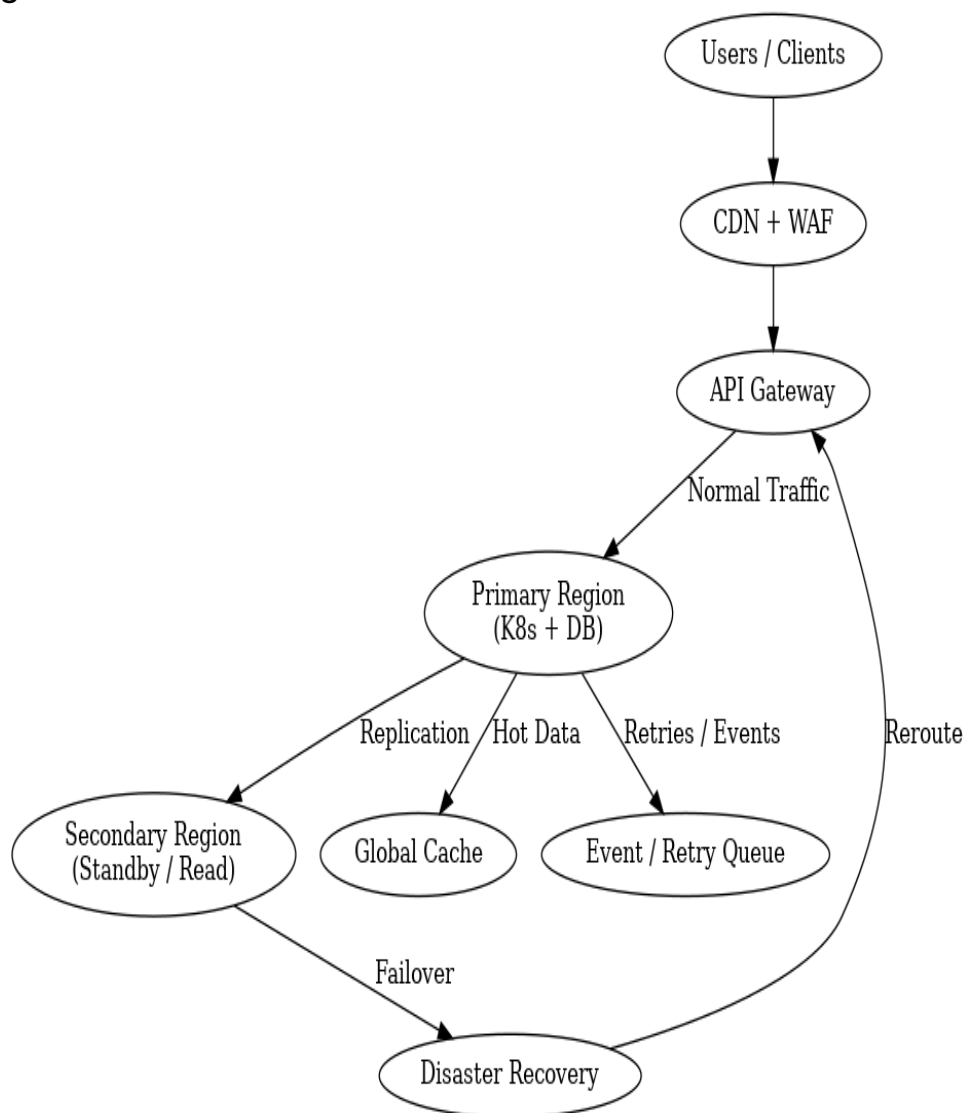 Users / Clients
CDN + WAF
API Gateway
Normal Traffic
Primary Region
(K8s + DB)
Replication
Hot Data
Retries / Events
Reroute
Secondary Region
(Standby / Read)
Global Cache
Event / Retry Queue
Failover
Disaster Recovery